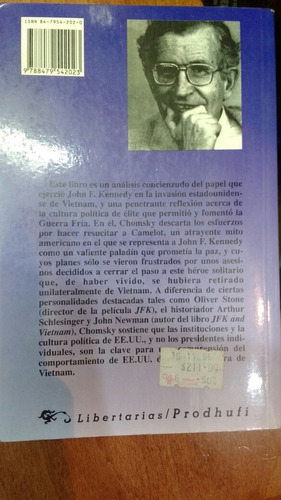 ISBN 84-7954-202-0
9788479542023
Este libro es un análisis concienzudo del papel que
ejerció John F. Kennedy en la invasión estadouniden-
se de Vietnam, y una penetrante reflexión acerca de
la cultura política de élite que permitió y fomentó la
Guerra Fría. En él, Chomsky descarta los esfuerzos
por hacer resucitar a Camelot, un atrayente mito
americano en el que se representa a John F. Kennedy
como un valiente paladín que prometía la paz, y cu-
yos planes sólo se vieron frustrados por unos asesi-
nos decididos a cerrar el paso a este héroe solitario
que, de haber vivido, se hubiera retirado
unilateralmente de Vietnam. A diferencia de ciertas
personalidades destacadas tales como Oliver Stone
(director de la película JFK), el historiador Arthur
Schlesinger y John Newman (autor del libro JFK and
Vietnam), Chomsky sostiene que las instituciones y la
cultura política de EE.UU., y no los presidentes indi-
viduales, son la clave para
comportamiento de EE.UU.
Vietnam.
$211.00
Libertarias/Prodhufi